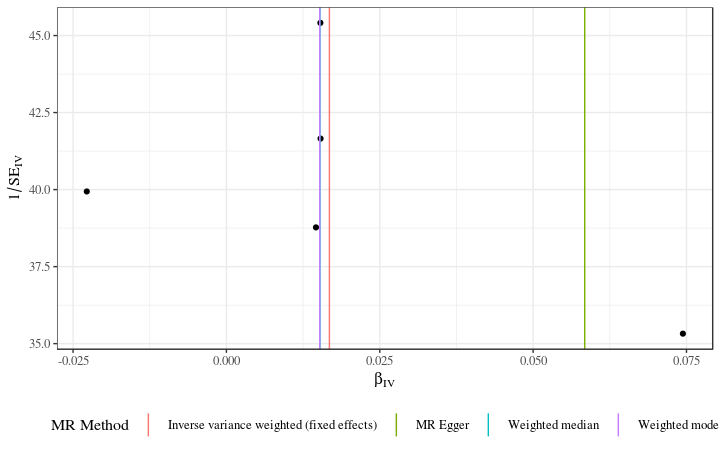 45.0
42.5
40.0
37.5
35.0
1/SE_IV
-0.025 0.000 0.025 0.050 0.075
β_IV
MR Method Inverse variance weighted (fixed effects) MR Egger Weighted median Weighted mode